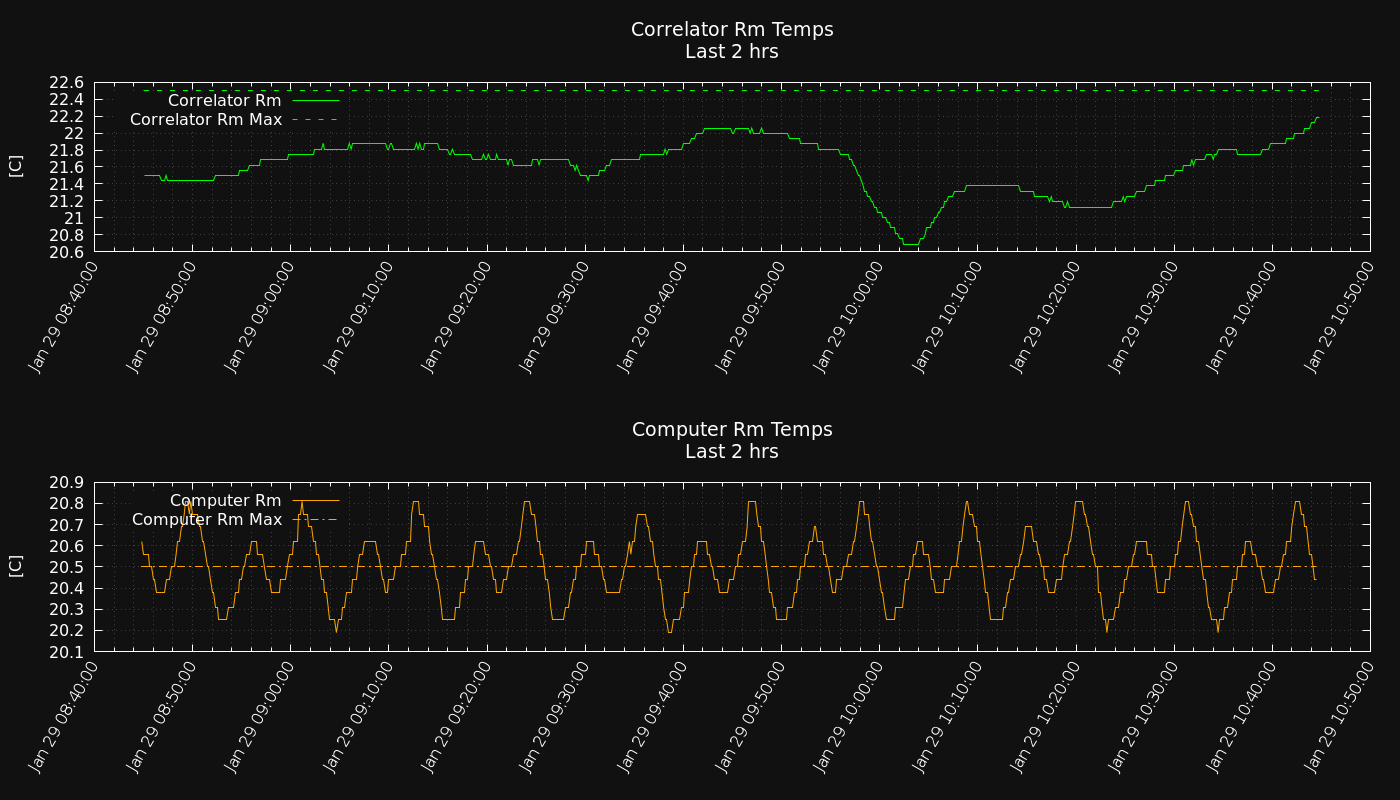 Correlator Rm Temps
Last 2 hrs
[C]
22.6
22.4
22.2
22
21.8
21.6
21.4
21.2
21
20.8
20.6
Correlator Rm
Correlator Rm Max
Jan 29 08:40:00
Jan 29 08:50:00
Jan 29 09:00:00
Jan 29 09:10:00
Jan 29 09:20:00
Jan 29 09:30:00
Jan 29 09:40:00
Jan 29 09:50:00
Jan 29 10:00:00
Jan 29 10:10:00
Jan 29 10:20:00
Jan 29 10:30:00
Jan 29 10:40:00
Jan 29 10:50:00
Computer Rm Temps
Last 2 hrs
[C]
20.9
20.8
20.7
20.6
20.5
20.4
20.3
20.2
20.1
Computer Rm
Computer Rm Max
Jan 29 08:40:00
Jan 29 08:50:00
Jan 29 09:00:00
Jan 29 09:10:00
Jan 29 09:20:00
Jan 29 09:30:00
Jan 29 09:40:00
Jan 29 09:50:00
Jan 29 10:00:00
Jan 29 10:10:00
Jan 29 10:20:00
Jan 29 10:30:00
Jan 29 10:40:00
Jan 29 10:50:00